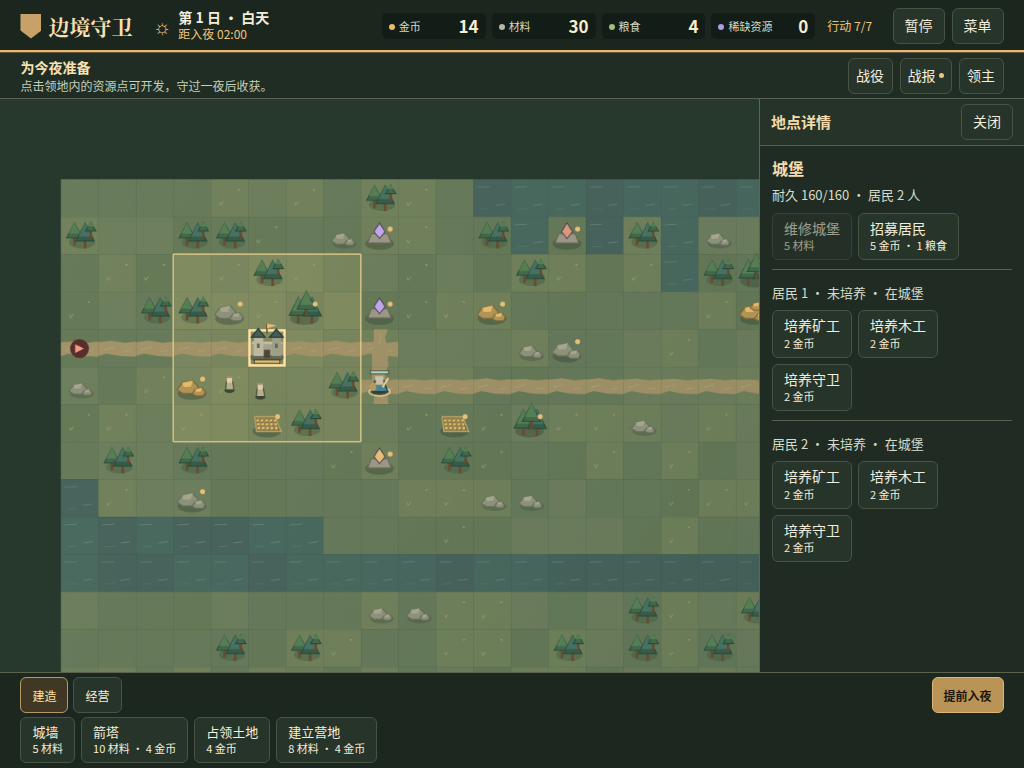 边境守卫
第 1 日 · 白天
距入夜 02:00
金币 14
材料 30
粮食 4
稀缺资源 0
行动 7/7
暂停
菜单
为今夜准备
点击领地内的资源点可开发，守过一夜后收获。
战役
战报
领主
地点详情
关闭
城堡
耐久 160/160 · 居民 2 人
维修城堡
5 材料
招募居民
5 金币 · 1 粮食
居民 1 · 未培养 · 在城堡
培养矿工
2 金币
培养木工
2 金币
培养守卫
2 金币
居民 2 · 未培养 · 在城堡
培养矿工
2 金币
培养木工
2 金币
培养守卫
2 金币
建造
经营
提前入夜
城墙
5 材料
箭塔
10 材料 · 4 金币
占领土地
4 金币
建立营地
8 材料 · 4 金币